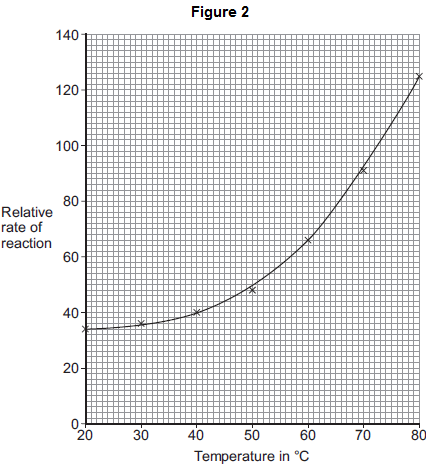 Figure 2
140
120
100
80
60
40
20
0
Relative
rate of
reaction
20 30 40 50 60 70 80
Temperature in °C